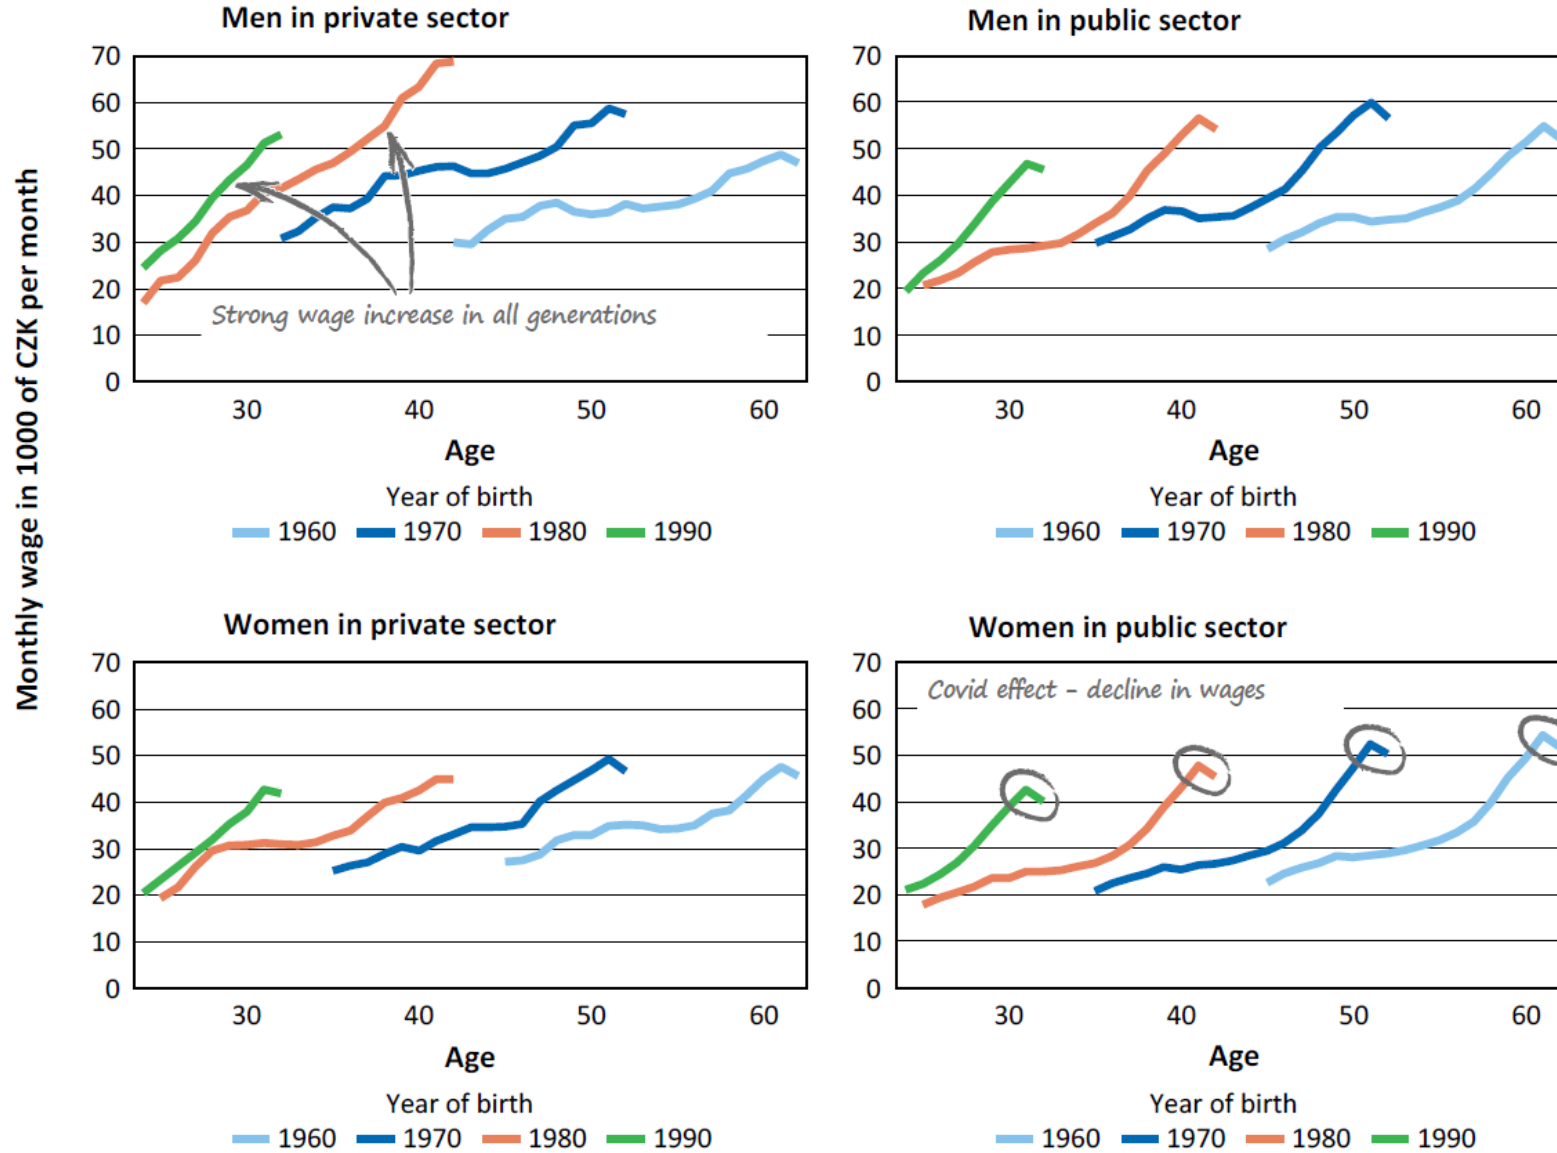 Monthly wage in 1000 of CZK per month
Men in private sector
70
60
50
40
30
20
10
0
Strong wage increase in all generations
30 40 50 60
Age
Year of birth
1960 1970 1980 1990
Men in public sector
70
60
50
40
30
20
10
0
30 40 50 60
Age
Year of birth
1960 1970 1980 1990
Women in private sector
70
60
50
40
30
20
10
0
30 40 50 60
Age
Year of birth
1960 1970 1980 1990
Women in public sector
70
60
50
40
30
20
10
0
Covid effect - decline in wages
30 40 50 60
Age
Year of birth
1960 1970 1980 1990